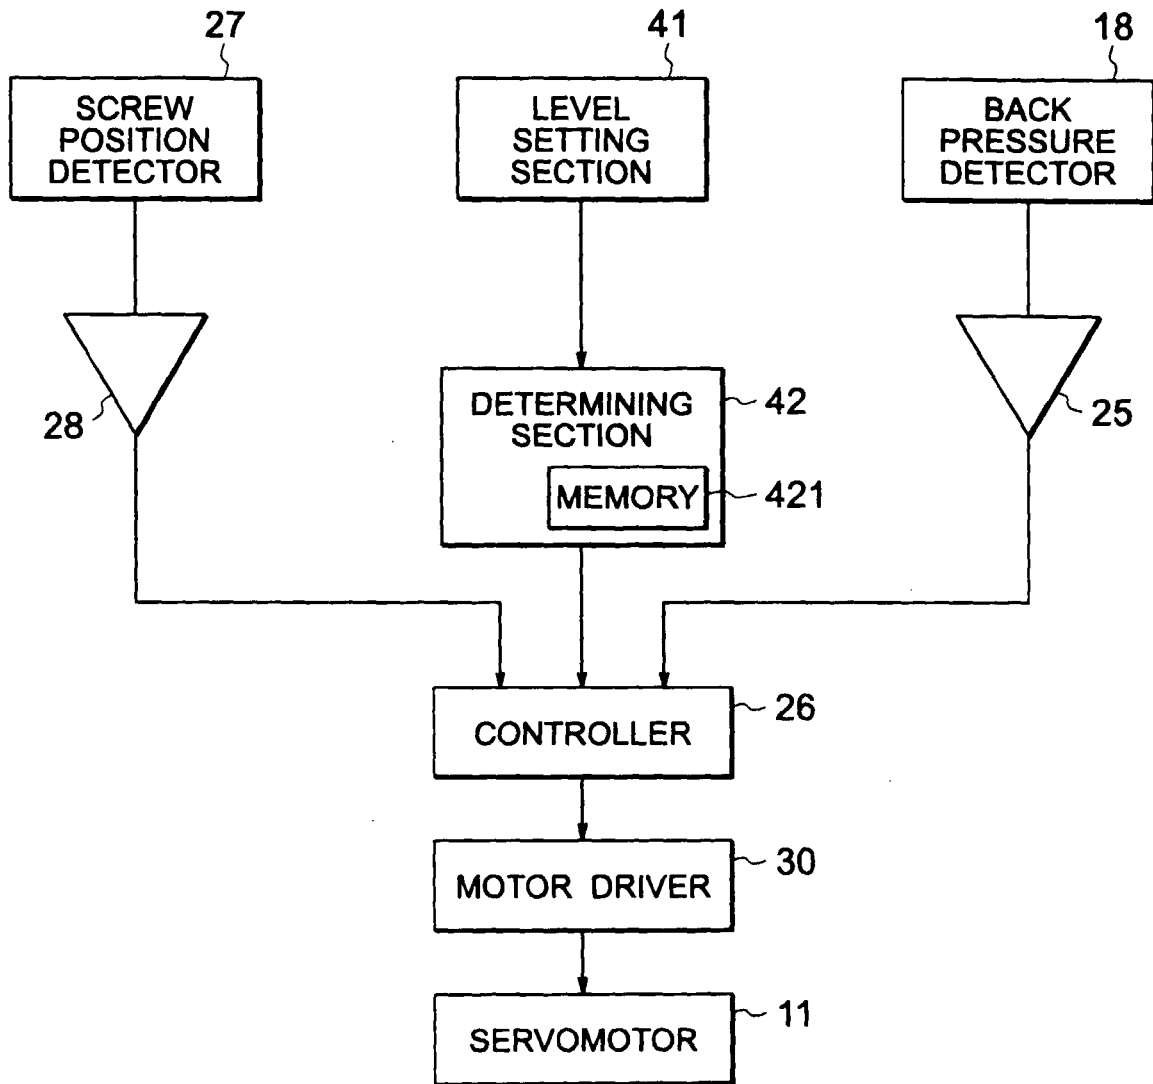 27
41
18
SCREW
POSITION
DETECTOR
LEVEL
SETTING
SECTION
BACK
PRESSURE
DETECTOR
28
DETERMINING
SECTION
42
MEMORY
421
25
CONTROLLER
26
MOTOR DRIVER
30
SERVOMOTOR
11